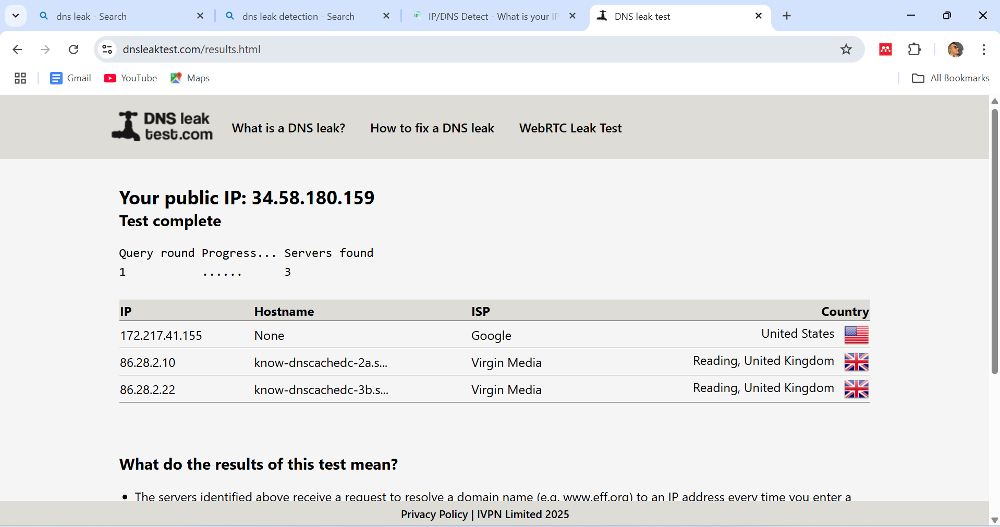 dns leak - Search
dns leak detection - Search
IP/DNS Detect - What is your IP
DNS leak test
dnsleaktest.com/results.html
Gmail
YouTube
Maps
All Bookmarks
DNS leak
test.com
What is a DNS leak?
How to fix a DNS leak
WebRTC Leak Test
Your public IP: 34.58.180.159
Test complete
Query round Progress... Servers found
1 ...... 3
IP Hostname ISP Country
172.217.41.155 None Google United States
86.28.2.10 know-dnscachedc-2a.s... Virgin Media Reading, United Kingdom
86.28.2.22 know-dnscachedc-3b.s... Virgin Media Reading, United Kingdom
What do the results of this test mean?
• The servers identified above receive a request to resolve a domain name (e.g. www.eff.org) to an IP address every time you enter a
Privacy Policy | IVPN Limited 2025